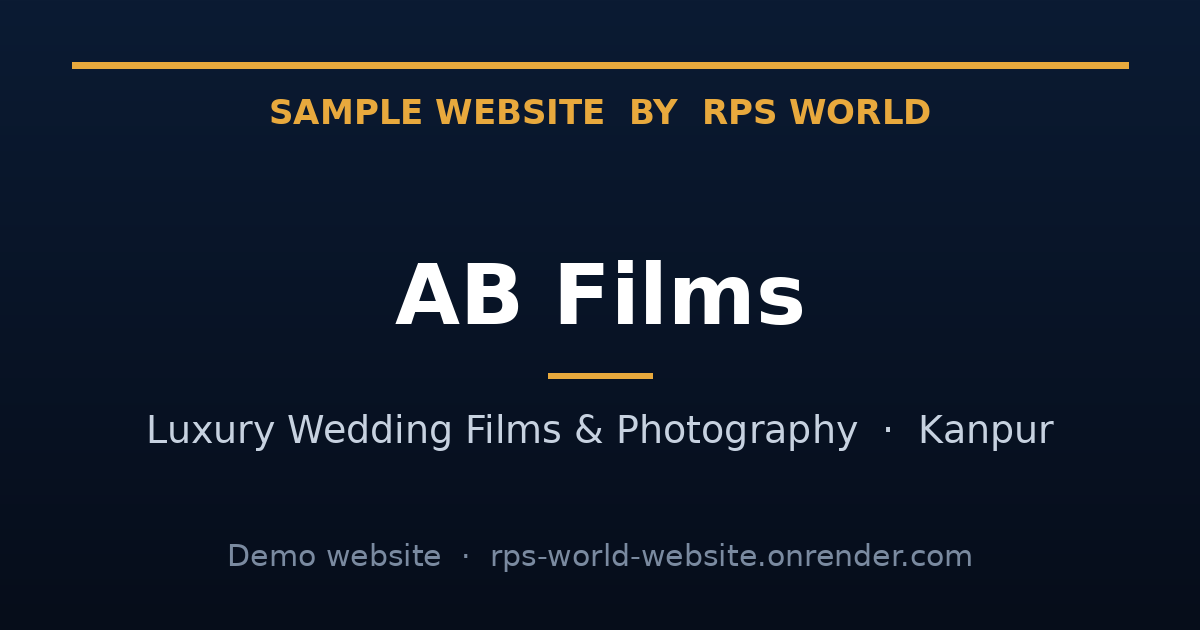 SAMPLE WEBSITE BY RPS WORLD
AB Films
Luxury Wedding Films & Photography · Kanpur
Demo website · rps-world-website.onrender.com